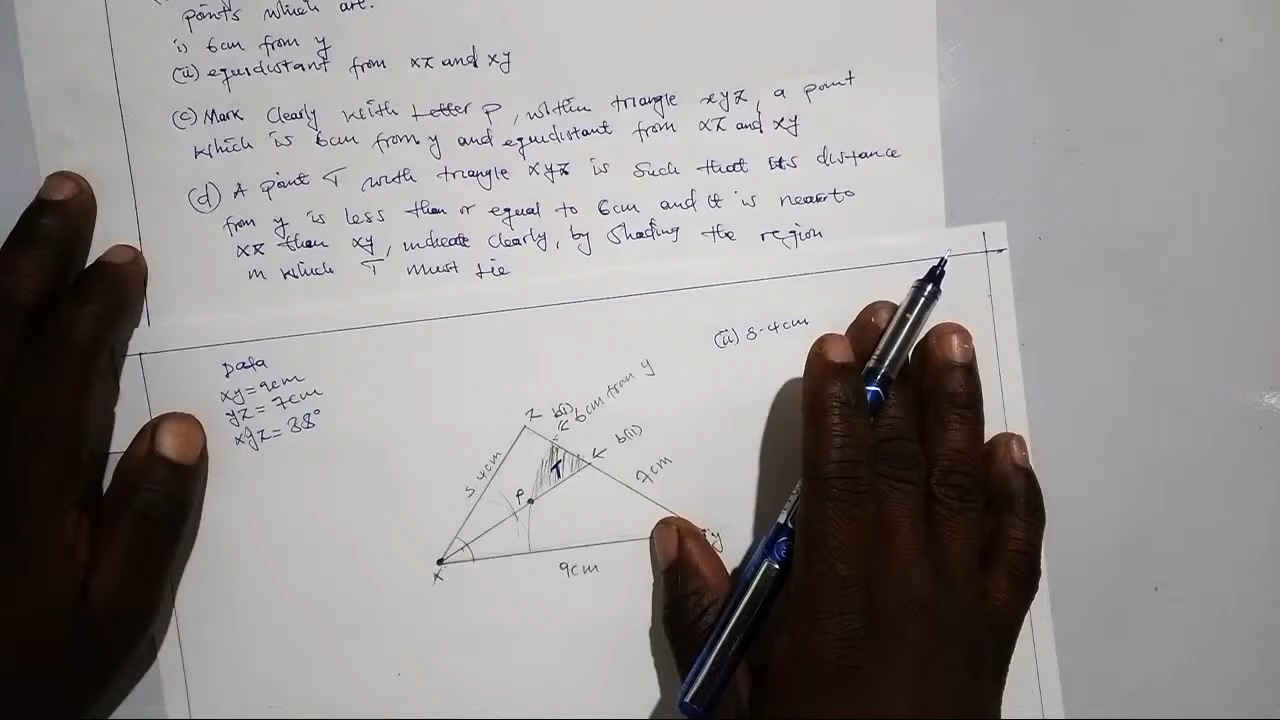 points which are.
is 6cm from y
(ii) equidistant from xz and xy
(c) Mark clearly with Letter P, within triangle xyz, a point
which is 6cm from y and equidistant from xz and xy
(d) A point T with triangle xyz is such that its distance
from y is less than or equal to 6cm and it is nearer to
xz than xy, indicate clearly, by shading the region
in which T must lie
Data
xy = 9cm
yz = 7cm
xyz = 38°
(ii) 5.4cm
z
b(i)
6cm from y
b(ii)
5.4cm
T
7cm
P
y
x
9cm